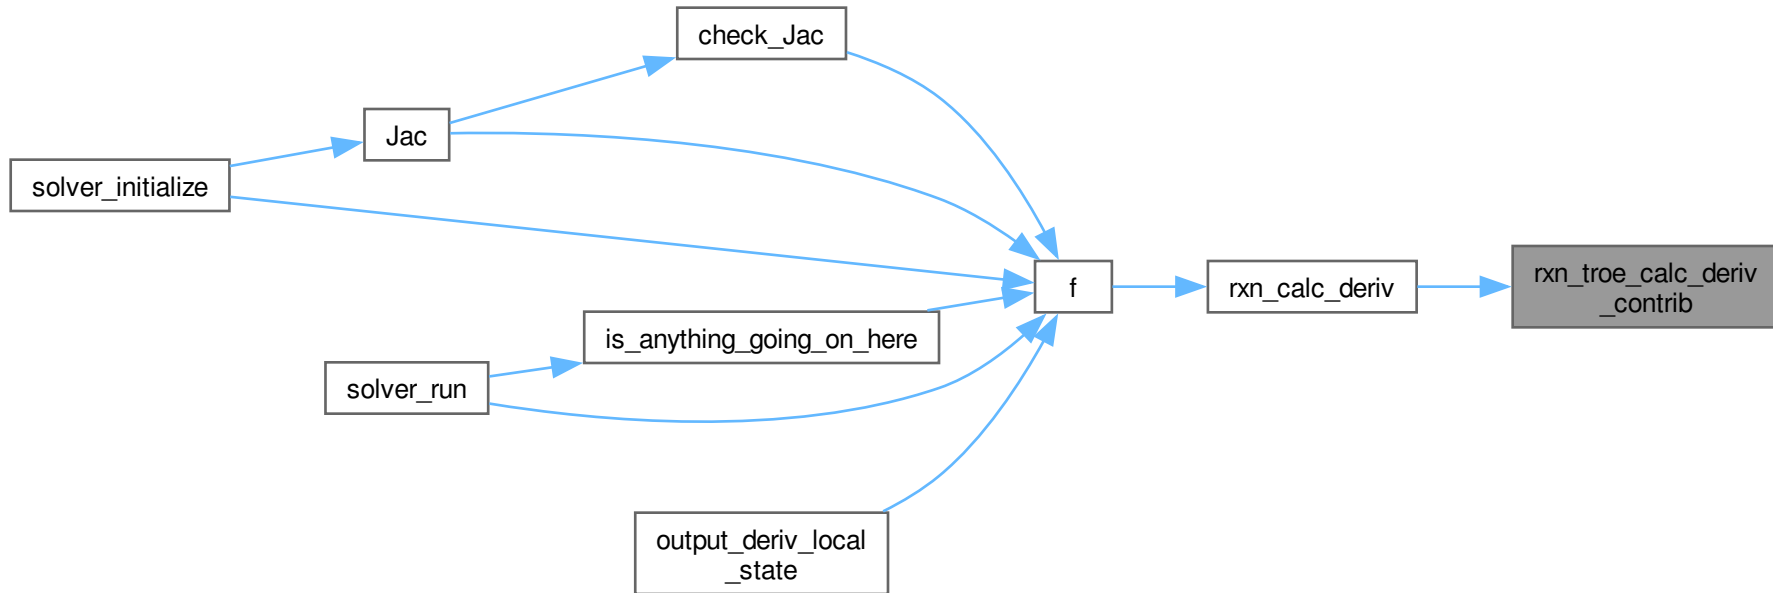 check_Jac
Jac
solver_initialize
f
rxn_calc_deriv
rxn_troe_calc_deriv
_contrib
is_anything_going_on_here
solver_run
output_deriv_local
_state